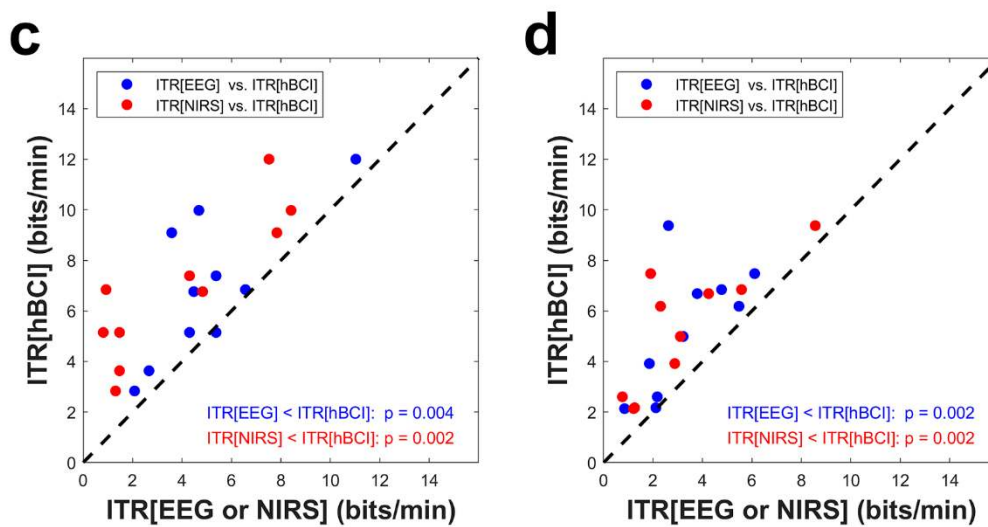 c
ITR[EEG] vs. ITR[hBCI]
ITR[NIRS] vs. ITR[hBCI]
14
12
10
8
6
4
2
0
ITR[hBCI] (bits/min)
ITR[EEG] < ITR[hBCI]: p = 0.004
ITR[NIRS] < ITR[hBCI]: p = 0.002
0 2 4 6 8 10 12 14
ITR[EEG or NIRS] (bits/min)
d
ITR[EEG] vs. ITR[hBCI]
ITR[NIRS] vs. ITR[hBCI]
14
12
10
8
6
4
2
0
ITR[hBCI] (bits/min)
ITR[EEG] < ITR[hBCI]: p = 0.002
ITR[NIRS] < ITR[hBCI]: p = 0.002
0 2 4 6 8 10 12 14
ITR[EEG or NIRS] (bits/min)